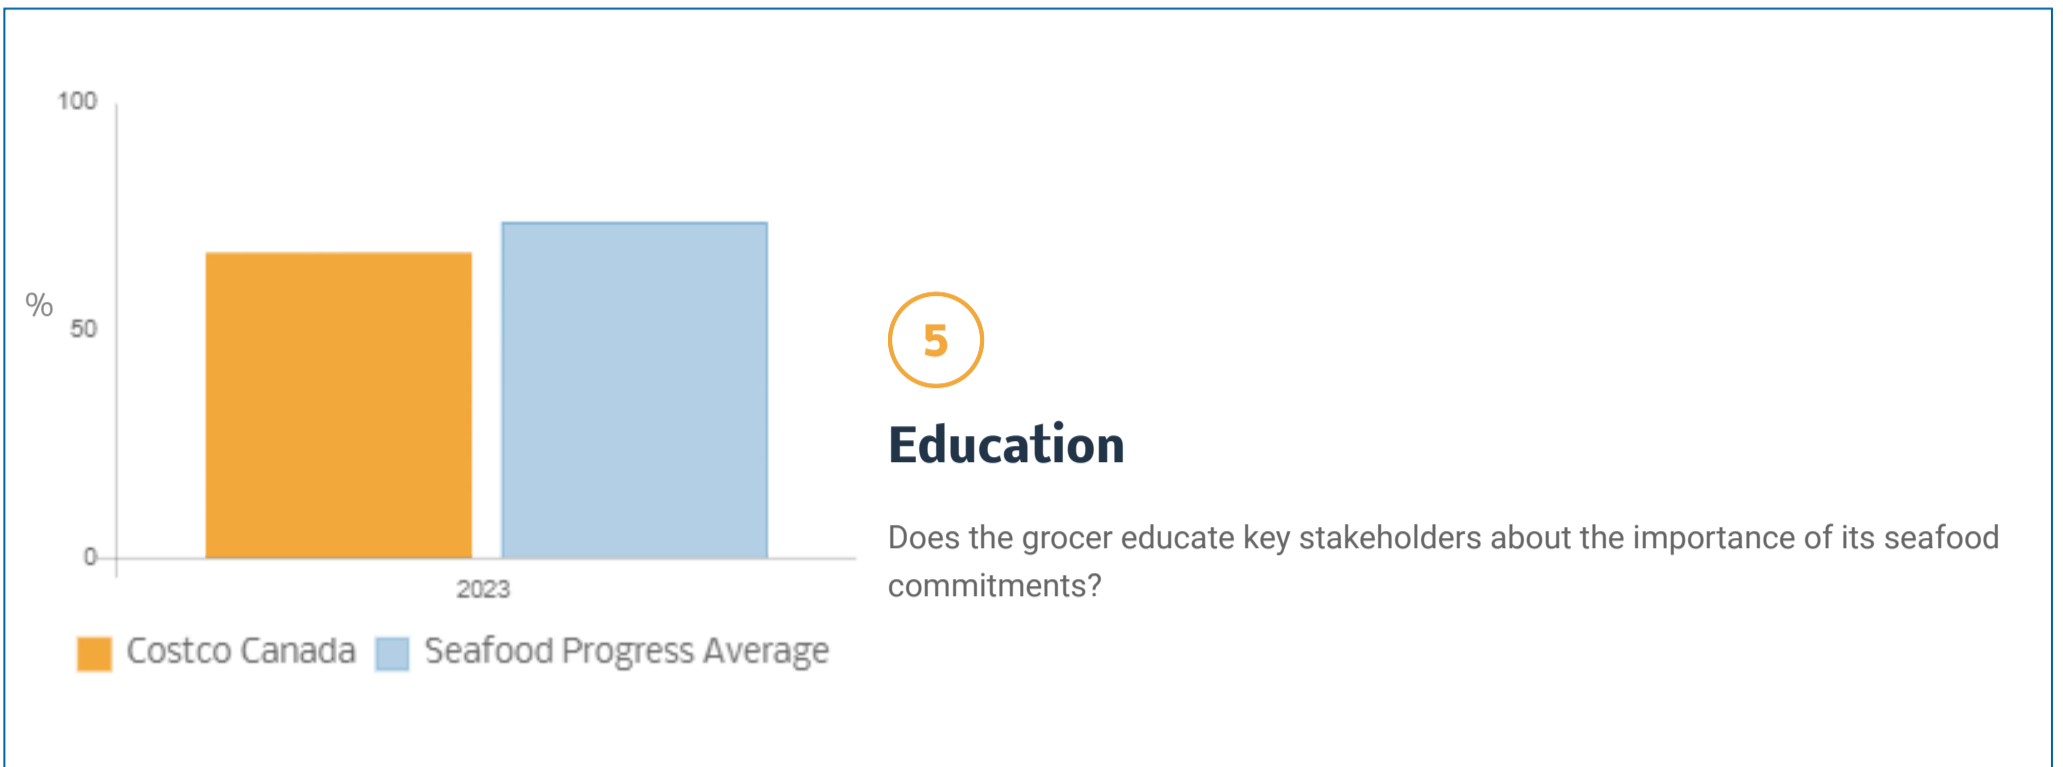 100
%
50
0
2023
Costco Canada
Seafood Progress Average
5
Education
Does the grocer educate key stakeholders about the importance of its seafood
commitments?